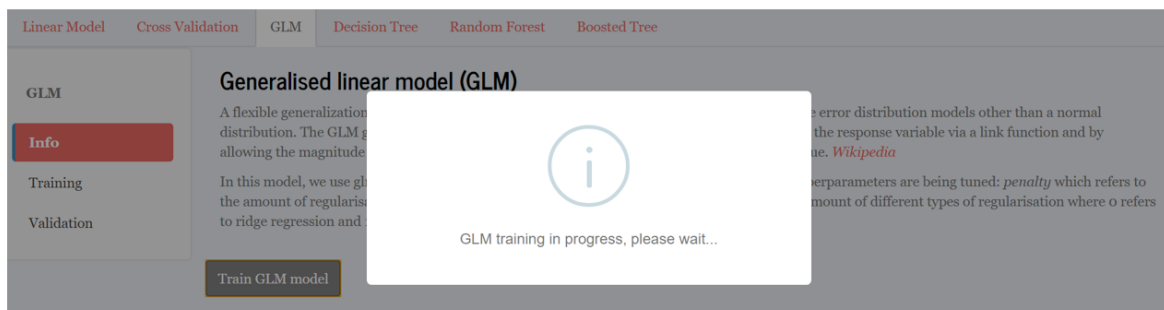 Linear Model Cross Validation GLM Decision Tree Random Forest Boosted Tree
GLM
Info
Training
Validation
Generalised linear model (GLM)
A flexible generalization e error distribution models other than a normal
distribution. The GLM g the response variable via a link function and by
allowing the magnitude ue. Wikipedia
In this model, we use gl perparameters are being tuned: penalty which refers to
the amount of regularisa mount of different types of regularisation where 0 refers
to ridge regression and
Train GLM model
i
GLM training in progress, please wait...